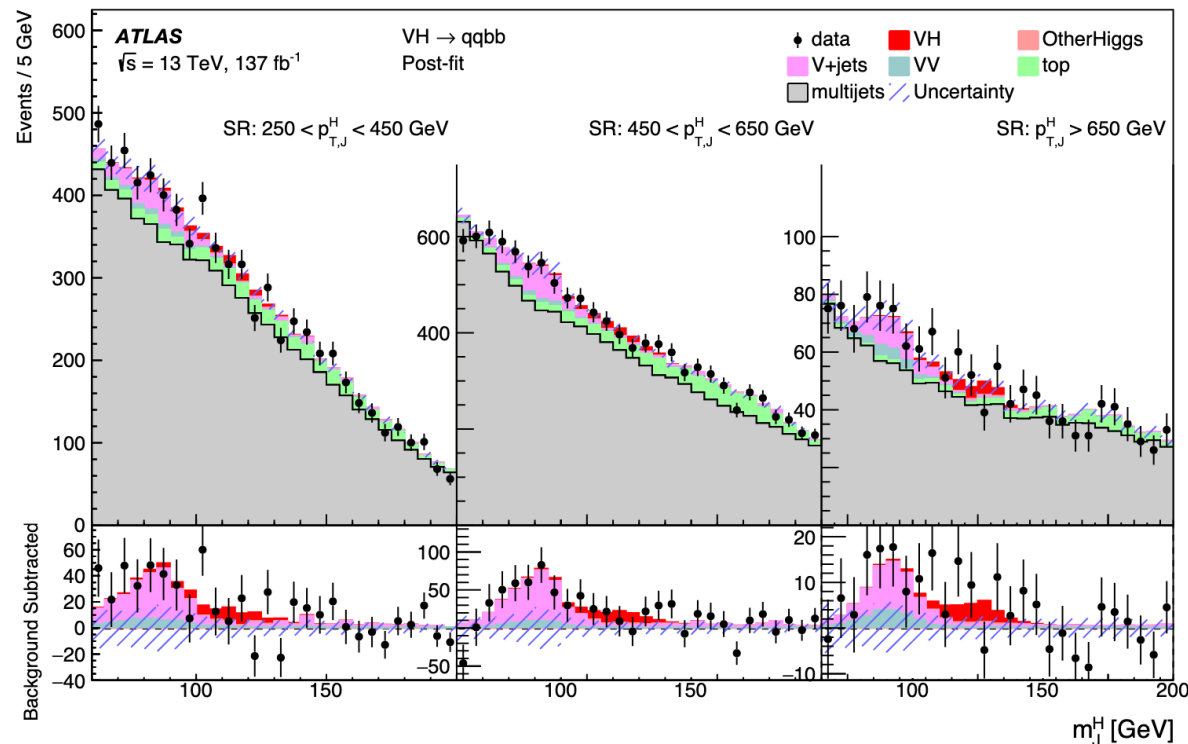 600
500
400
300
200
100
0
Events / 5 GeV
ATLAS
√s = 13 TeV, 137 fb⁻¹
VH → qqbb
Post-fit
data
VH
OtherHiggs
V+jets
VV
top
multijets
Uncertainty
SR: 250 < p^H_T,J < 450 GeV
SR: 450 < p^H_T,J < 650 GeV
SR: p^H_T,J > 650 GeV
600
400
100
80
60
40
Background Subtracted
60
40
20
0
−20
−40
100
50
0
−50
20
10
0
−10
100
150
100
150
100
150
200
m^H_J [GeV]